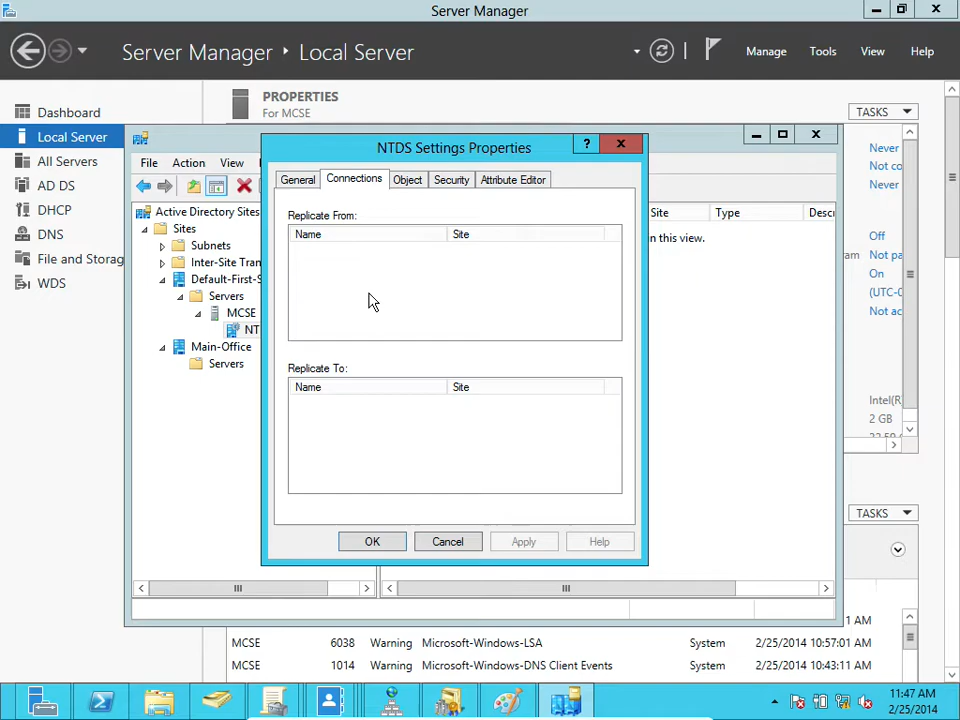 Server Manager
Server Manager ‣ Local Server
Manage Tools View Help
Dashboard
Local Server
All Servers
AD DS
DHCP
DNS
File and Storag
WDS
PROPERTIES
For MCSE
TASKS
Never
Not co
Never
Off
Not pa
On
(UTC-0
Not ac
Intel(R)
2 GB
TASKS
File Action View
Active Directory Sites
Sites
Subnets
Inter-Site Tran
Default-First-S
Servers
MCSE
NT
Main-Office
Servers
Site Type Descr
n this view.
am
NTDS Settings Properties
?
General Connections Object Security Attribute Editor
Replicate From:
Name Site
Replicate To:
Name Site
OK Cancel Apply Help
1 AM
MCSE 6038 Warning Microsoft-Windows-LSA System 2/25/2014 10:57:01 AM
MCSE 1014 Warning Microsoft-Windows-DNS Client Events System 2/25/2014 10:43:11 AM
11:47 AM
2/25/2014